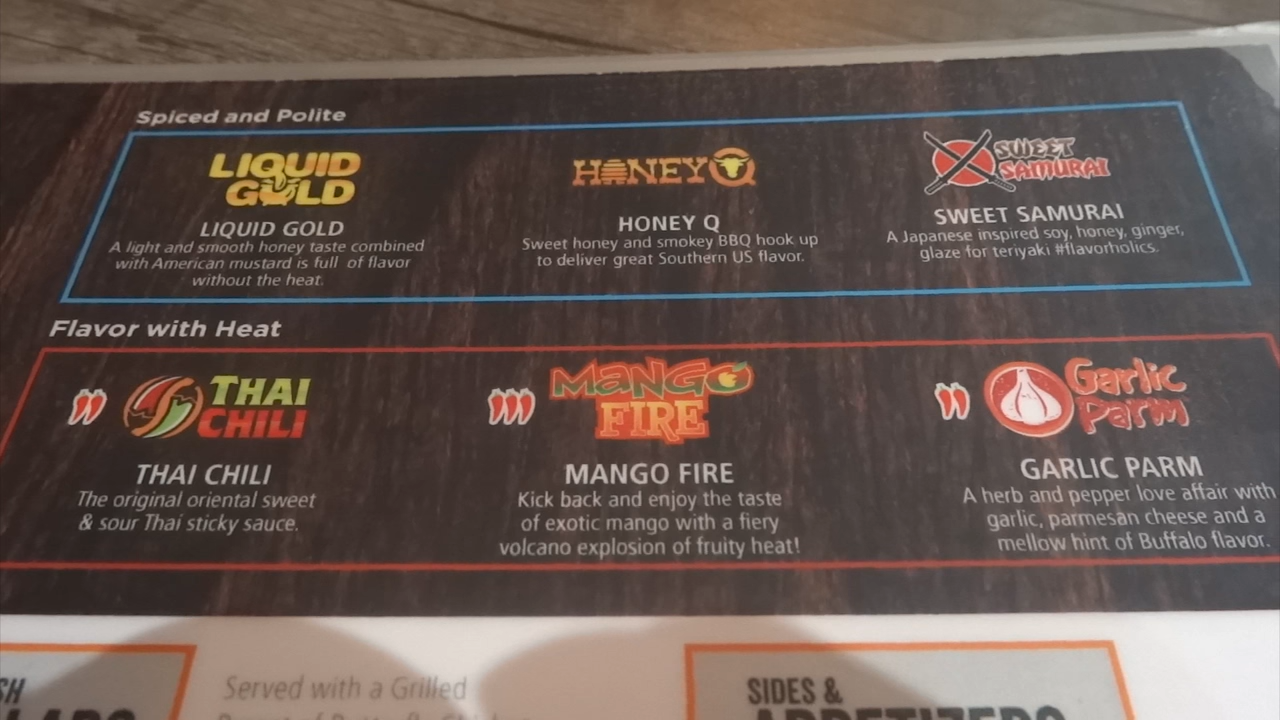 Spiced and Polite
LIQUID
GOLD
LIQUID GOLD
A light and smooth honey taste combined
with American mustard is full of flavor
without the heat.
HONEY Q
HONEY Q
Sweet honey and smokey BBQ hook up
to deliver great Southern US flavor.
SWEET
SAMURAI
SWEET SAMURAI
A Japanese inspired soy, honey, ginger,
glaze for teriyaki #flavorholics.
Flavor with Heat
THAI
CHILI
THAI CHILI
The original oriental sweet
& sour Thai sticky sauce.
MANGO
FIRE
MANGO FIRE
Kick back and enjoy the taste
of exotic mango with a fiery
volcano explosion of fruity heat!
Garlic
Parm
GARLIC PARM
A herb and pepper love affair with
garlic, parmesan cheese and a
mellow hint of Buffalo flavor.
Served with a Grilled
SIDES &
APPETIZERS